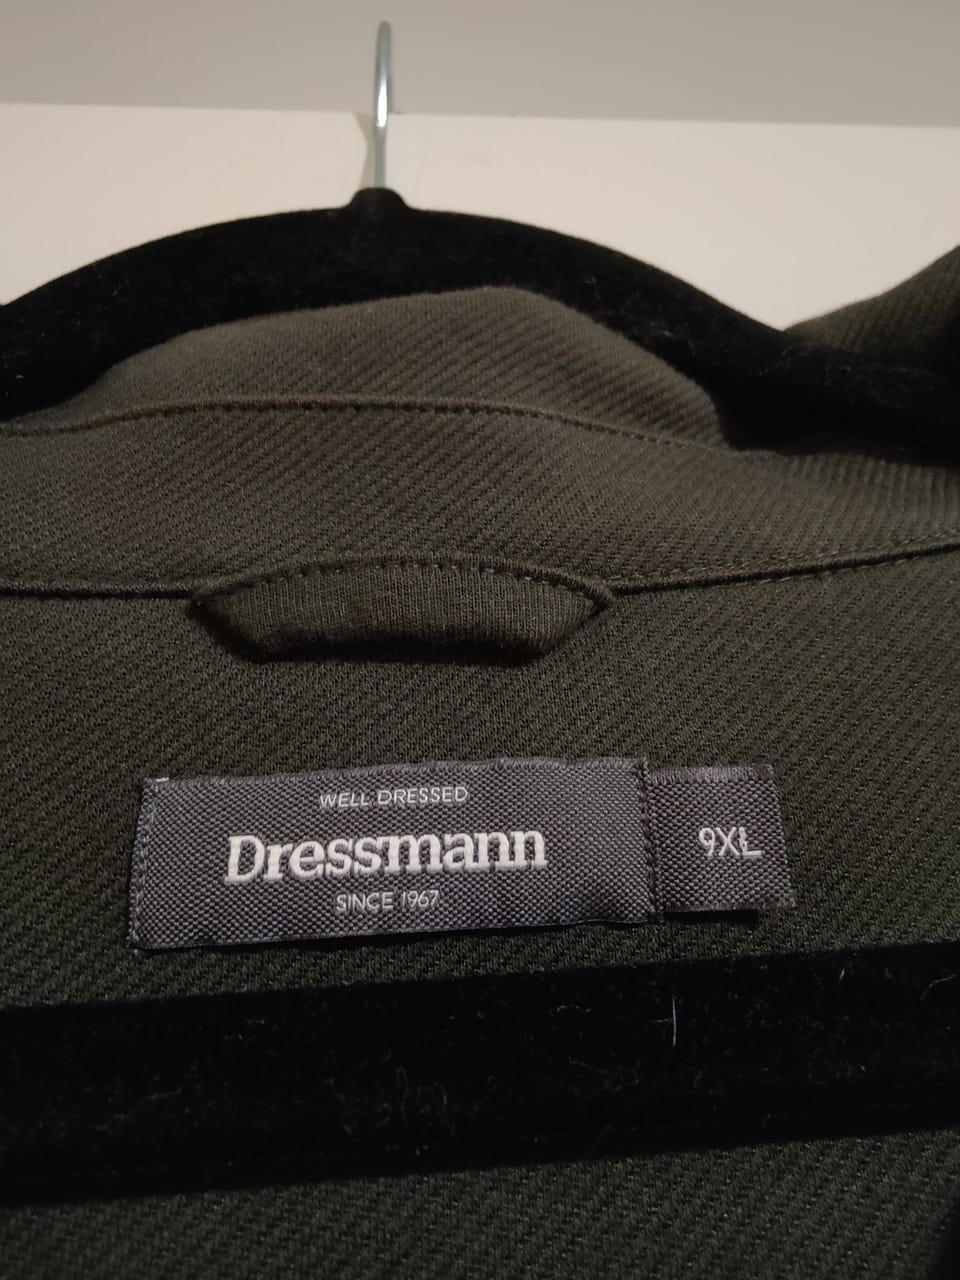 WELL DRESSED
Dressmann
SINCE 1967
9XL